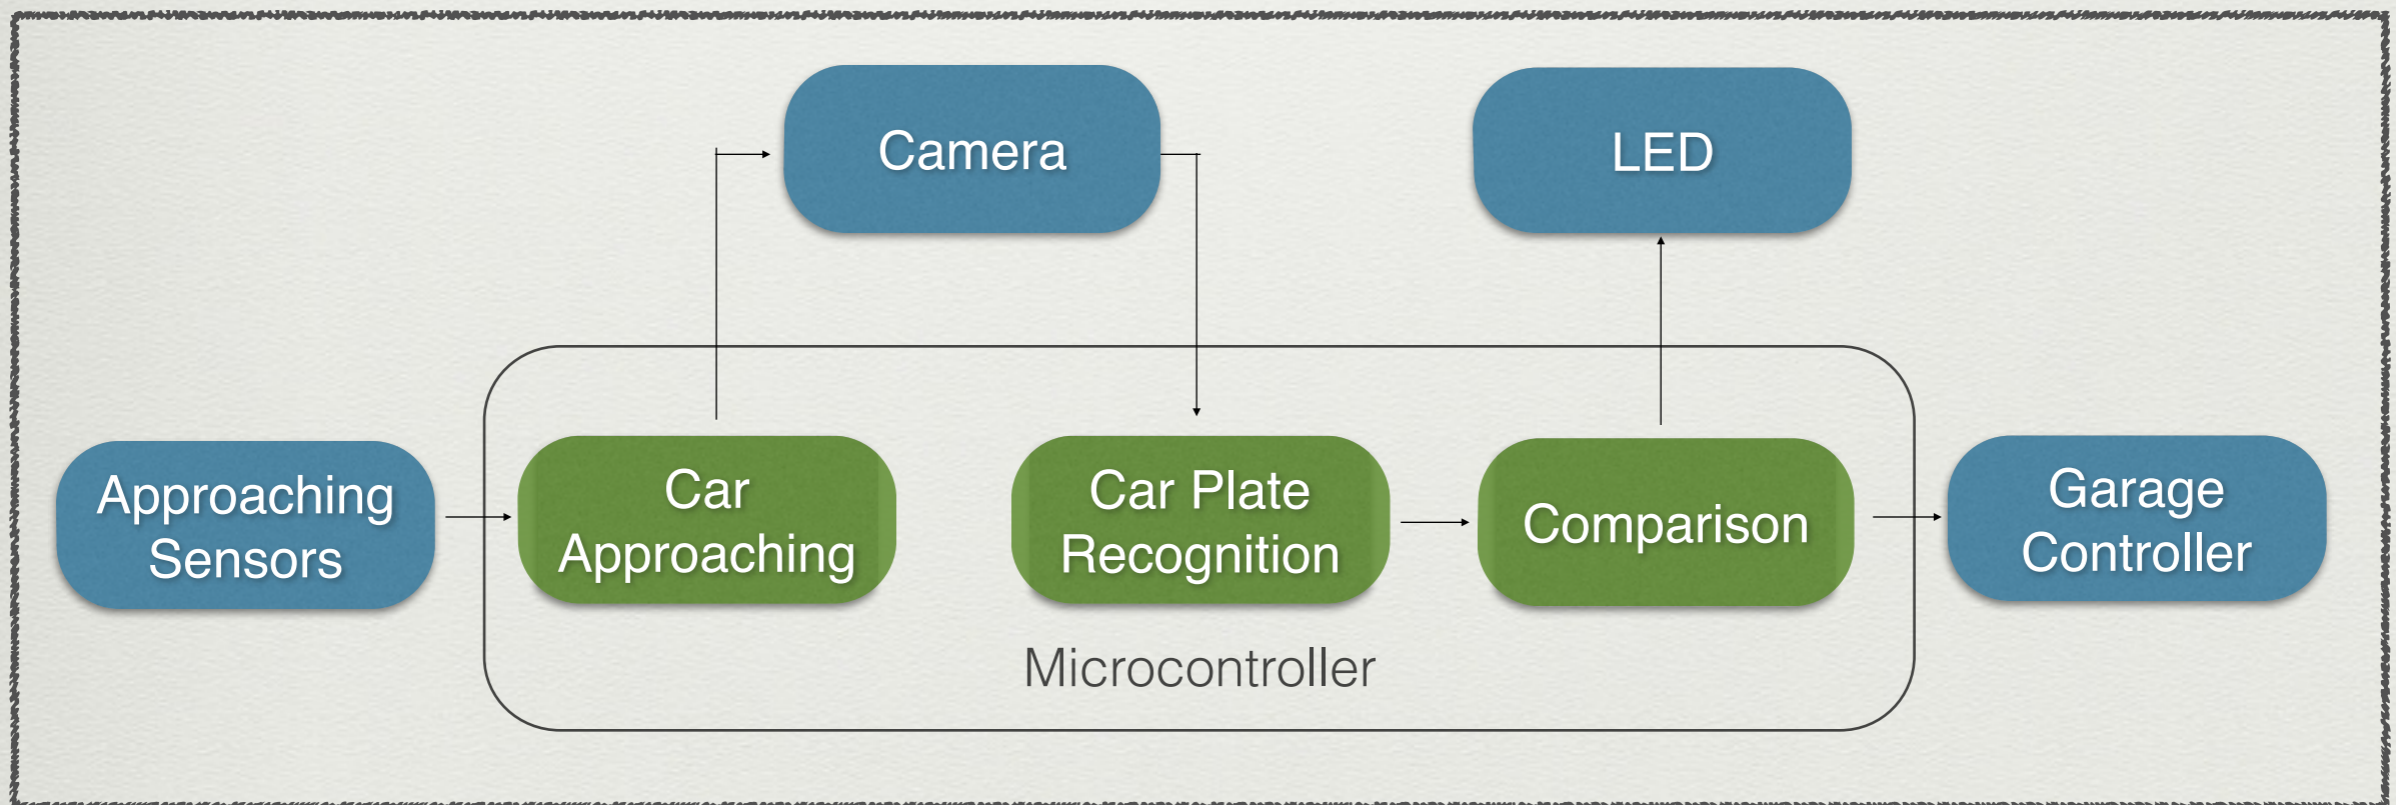 Camera
LED
Approaching
Sensors
Car
Approaching
Car Plate
Recognition
Comparison
Garage
Controller
Microcontroller